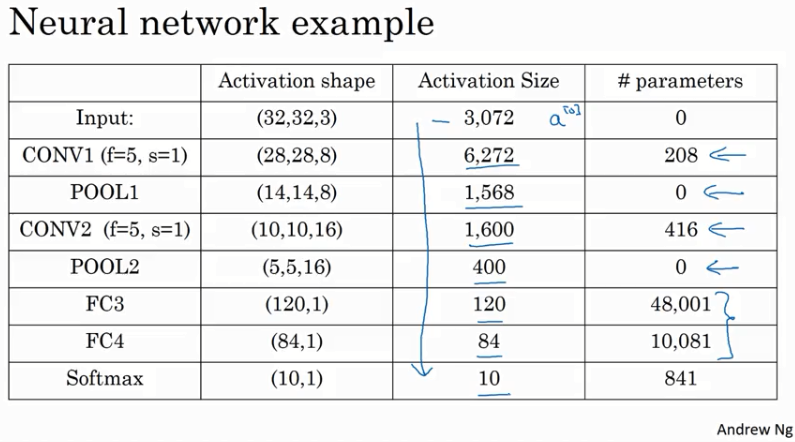 Neural network example
Activation shape Activation Size # parameters
Input: (32,32,3) 3,072 a[0] 0
CONV1 (f=5, s=1) (28,28,8) 6,272 208
POOL1 (14,14,8) 1,568 0
CONV2 (f=5, s=1) (10,10,16) 1,600 416
POOL2 (5,5,16) 400 0
FC3 (120,1) 120 48,001
FC4 (84,1) 84 10,081
Softmax (10,1) 10 841
Andrew Ng